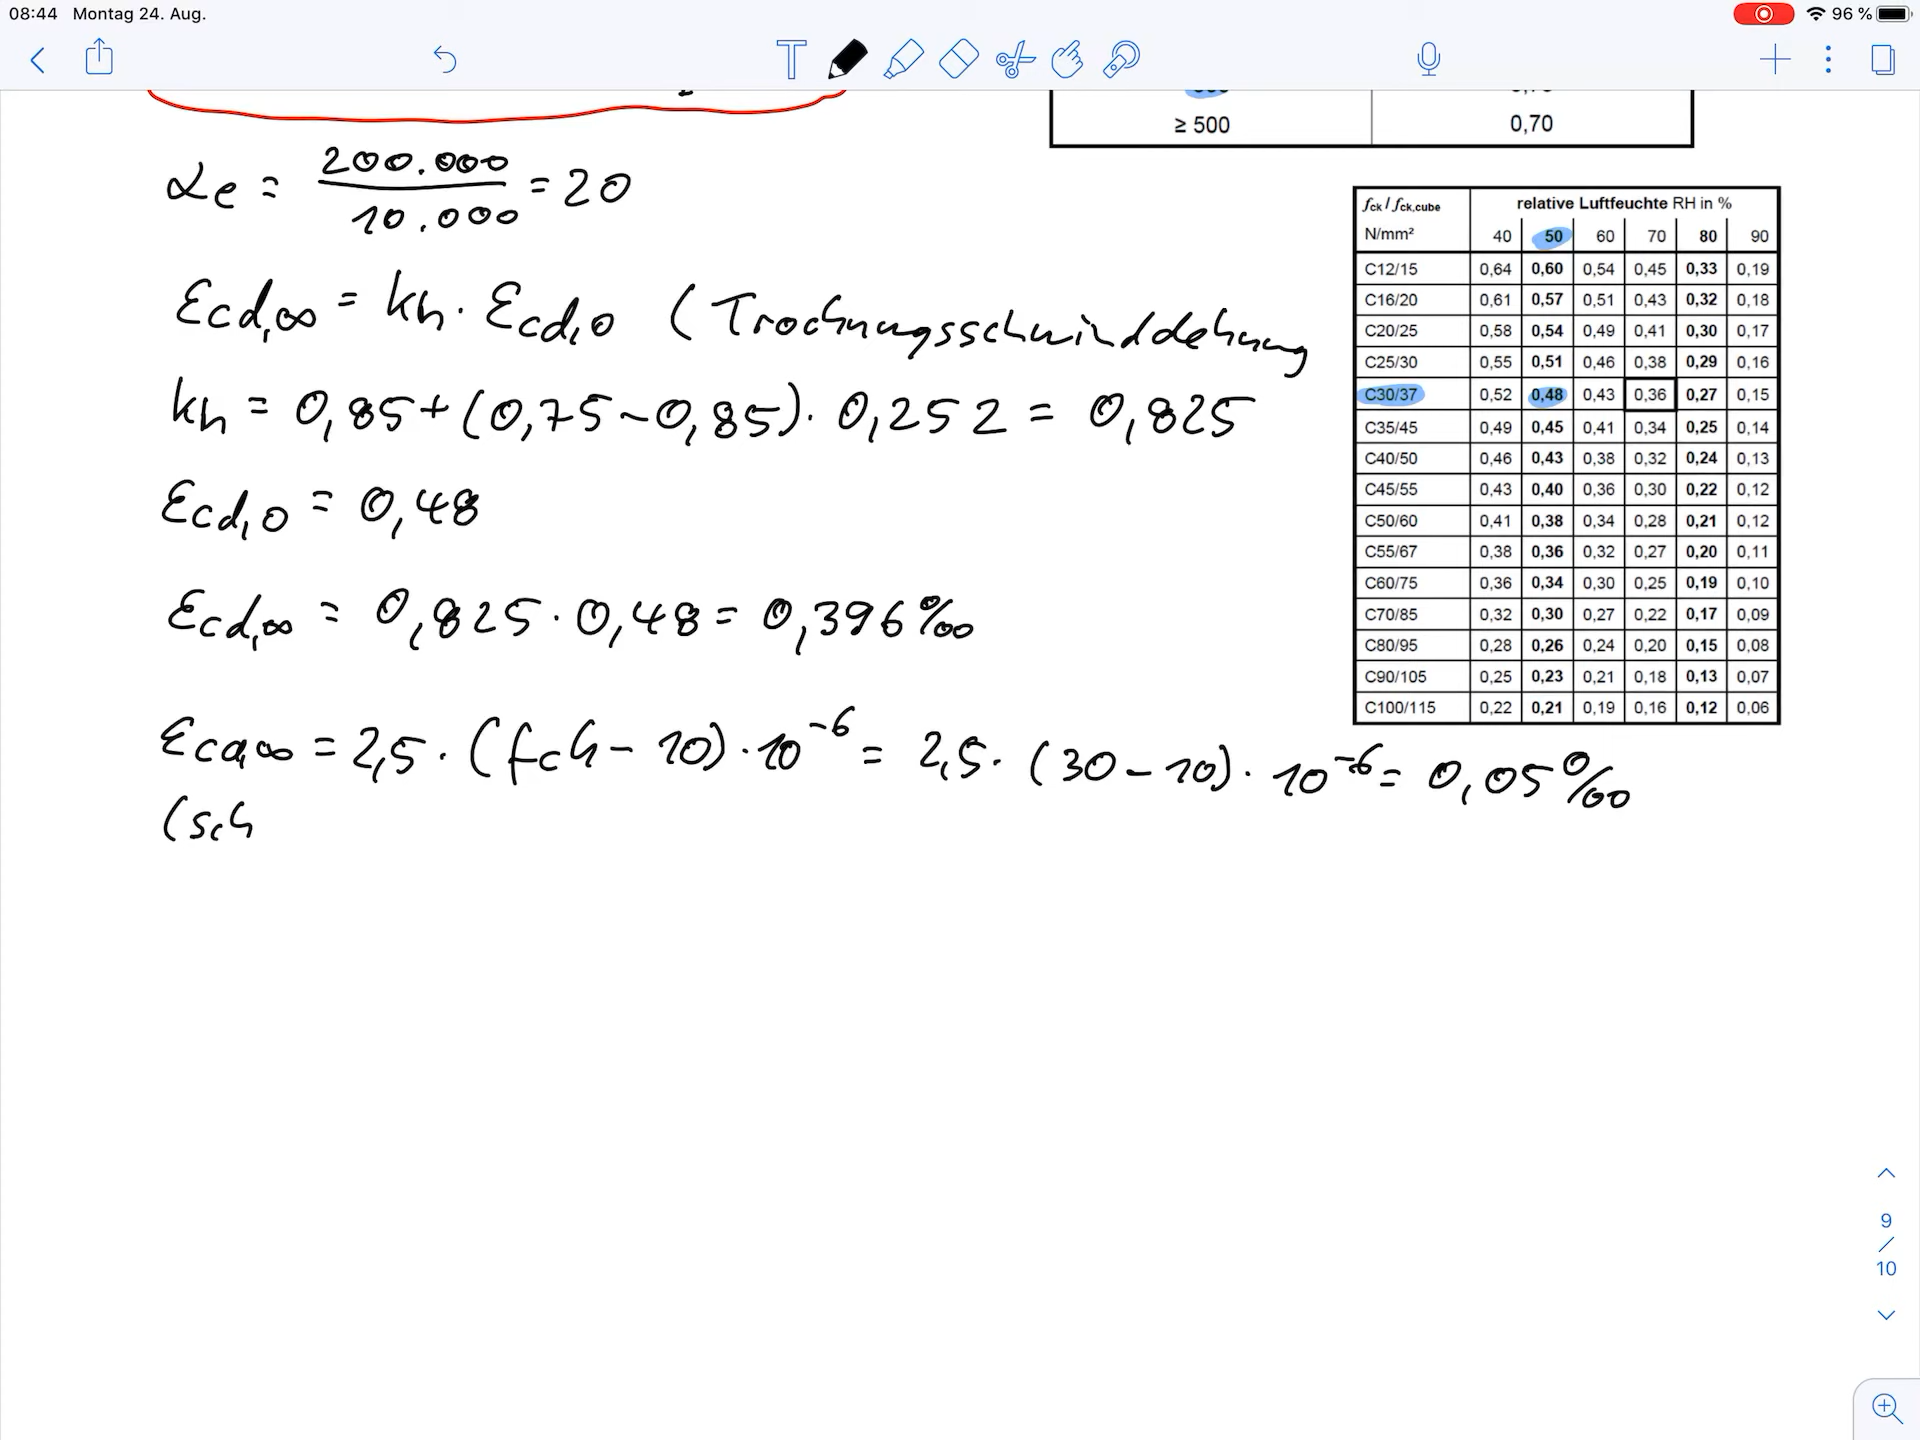 08:44 Montag 24. Aug.
96 %
T
≥ 500 0,70
αe = 200.000 / 10.000 = 20
εcd,∞ = kh · εcd,0 (Trocknungsschwinddehnung
kh = 0,85 + (0,75 - 0,85) · 0,252 = 0,825
εcd,0 = 0,48
εcd,∞ = 0,825 · 0,48 = 0,396 ‰
εca,∞ = 2,5 · (fck - 10) · 10⁻⁶ = 2,5 · (30 - 10) · 10⁻⁶ = 0,05 ‰
(sch
fck / fck,cube relative Luftfeuchte RH in %
N/mm² 40 50 60 70 80 90
C12/15 0,64 0,60 0,54 0,45 0,33 0,19
C16/20 0,61 0,57 0,51 0,43 0,32 0,18
C20/25 0,58 0,54 0,49 0,41 0,30 0,17
C25/30 0,55 0,51 0,46 0,38 0,29 0,16
C30/37 0,52 0,48 0,43 0,36 0,27 0,15
C35/45 0,49 0,45 0,41 0,34 0,25 0,14
C40/50 0,46 0,43 0,38 0,32 0,24 0,13
C45/55 0,43 0,40 0,36 0,30 0,22 0,12
C50/60 0,41 0,38 0,34 0,28 0,21 0,12
C55/67 0,38 0,36 0,32 0,27 0,20 0,11
C60/75 0,36 0,34 0,30 0,25 0,19 0,10
C70/85 0,32 0,30 0,27 0,22 0,17 0,09
C80/95 0,28 0,26 0,24 0,20 0,15 0,08
C90/105 0,25 0,23 0,21 0,18 0,13 0,07
C100/115 0,22 0,21 0,19 0,16 0,12 0,06
9
/
10